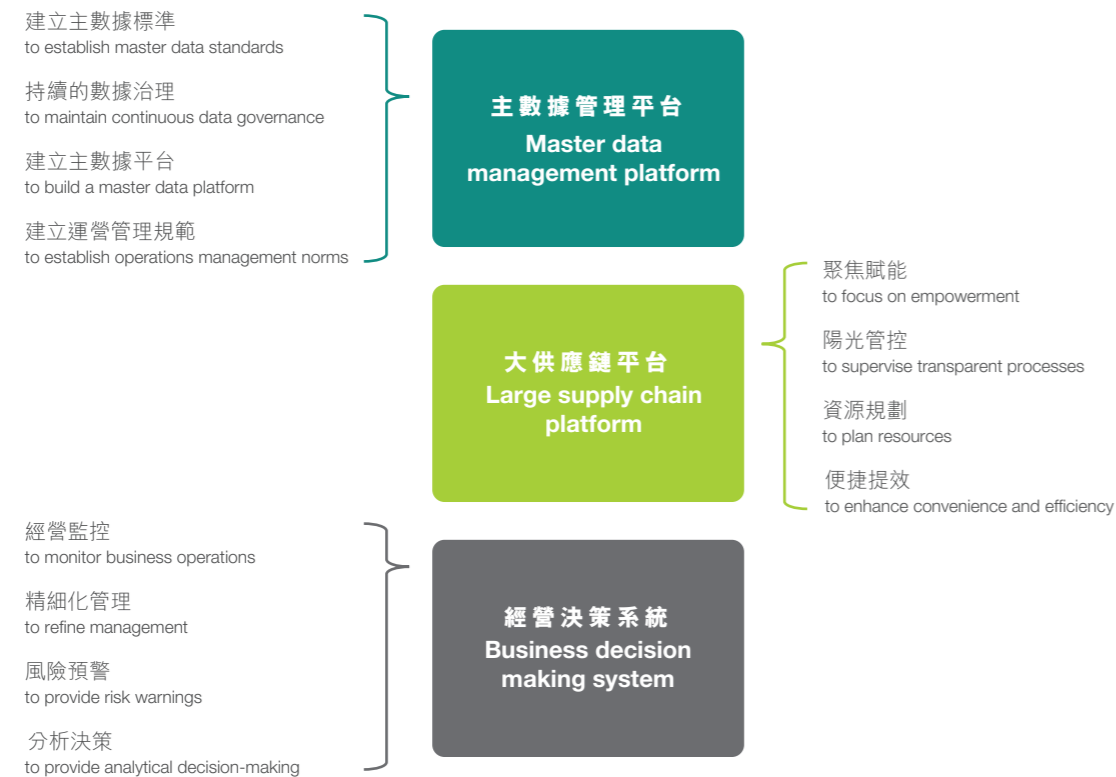 建立主數據標準
to establish master data standards
持續的數據治理
to maintain continuous data governance
建立主數據平台
to build a master data platform
建立運營管理規範
to establish operations management norms
主數據管理平台
Master data
management platform
大供應鏈平台
Large supply chain
platform
聚焦賦能
to focus on empowerment
陽光管控
to supervise transparent processes
資源規劃
to plan resources
便捷提效
to enhance convenience and efficiency
經營監控
to monitor business operations
精細化管理
to refine management
風險預警
to provide risk warnings
分析決策
to provide analytical decision-making
經營決策系統
Business decision
making system